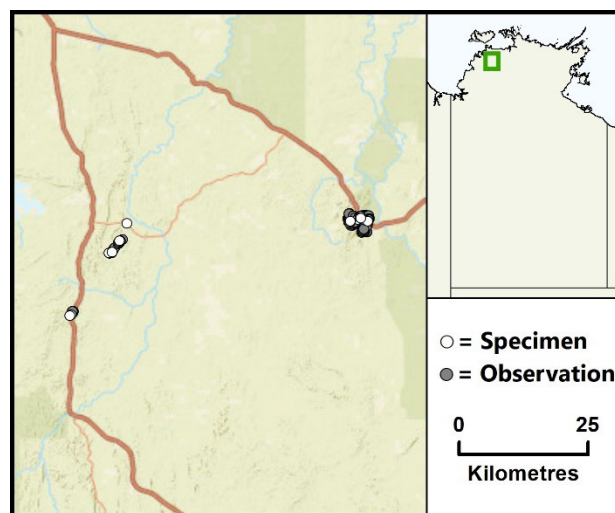 ○ = Specimen
● = Observation
0 25
Kilometres